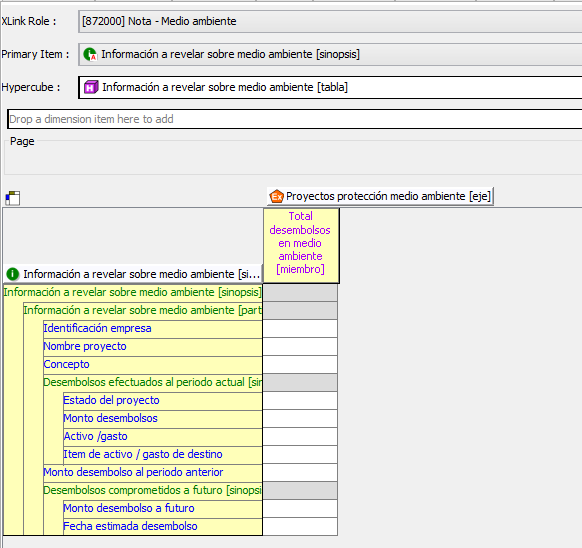 XLink Role : [872000] Nota - Medio ambiente
Primary Item : Información a revelar sobre medio ambiente [sinopsis]
Hypercube : H Información a revelar sobre medio ambiente [tabla]
Drop a dimension item here to add
Page
Ex Proyectos protección medio ambiente [eje]
Total
desembolsos
en medio
ambiente
[miembro]
Información a revelar sobre medio ambiente [si...
Información a revelar sobre medio ambiente [sinopsis]
Información a revelar sobre medio ambiente [part
Identificación empresa
Nombre proyecto
Concepto
Desembolsos efectuados al periodo actual [sin
Estado del proyecto
Monto desembolsos
Activo /gasto
Item de activo / gasto de destino
Monto desembolso al periodo anterior
Desembolsos comprometidos a futuro [sinopsi
Monto desembolso a futuro
Fecha estimada desembolso